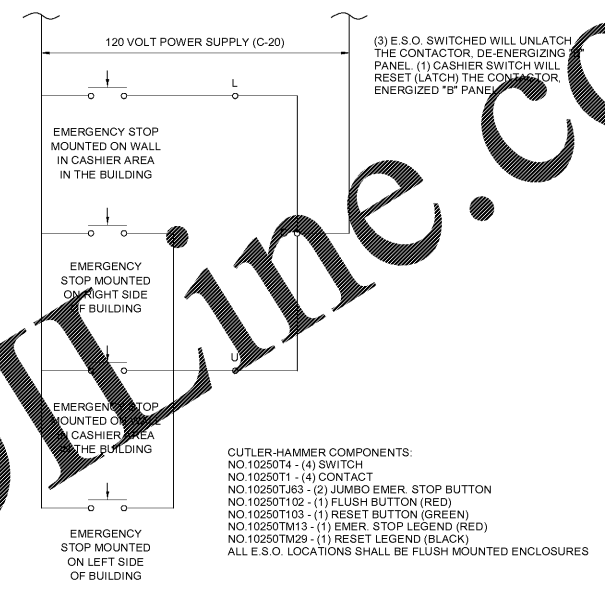 120 VOLT POWER SUPPLY (C-20)
(3) E.S.O. SWITCHED WILL UNLATCH
THE CONTACTOR, DE-ENERGIZING "B"
PANEL. (1) CASHIER SWITCH WILL
RESET (LATCH) THE CONTACTOR,
ENERGIZED "B" PANEL
L
EMERGENCY STOP
MOUNTED ON WALL
IN CASHIER AREA
IN THE BUILDING
EMERGENCY
STOP MOUNTED
ON RIGHT SIDE
OF BUILDING
U
EMERGENCY STOP
MOUNTED ON WALL
IN CASHIER AREA
IN THE BUILDING
EMERGENCY
STOP MOUNTED
ON LEFT SIDE
OF BUILDING
CUTLER-HAMMER COMPONENTS:
NO.10250T4 - (4) SWITCH
NO.10250T1 - (4) CONTACT
NO.10250TJ63 - (2) JUMBO EMER. STOP BUTTON
NO.10250T102 - (1) FLUSH BUTTON (RED)
NO.10250T103 - (1) RESET BUTTON (GREEN)
NO.10250TM13 - (1) EMER. STOP LEGEND (RED)
NO.10250TM29 - (1) RESET LEGEND (BLACK)
ALL E.S.O. LOCATIONS SHALL BE FLUSH MOUNTED ENCLOSURES
Line.co